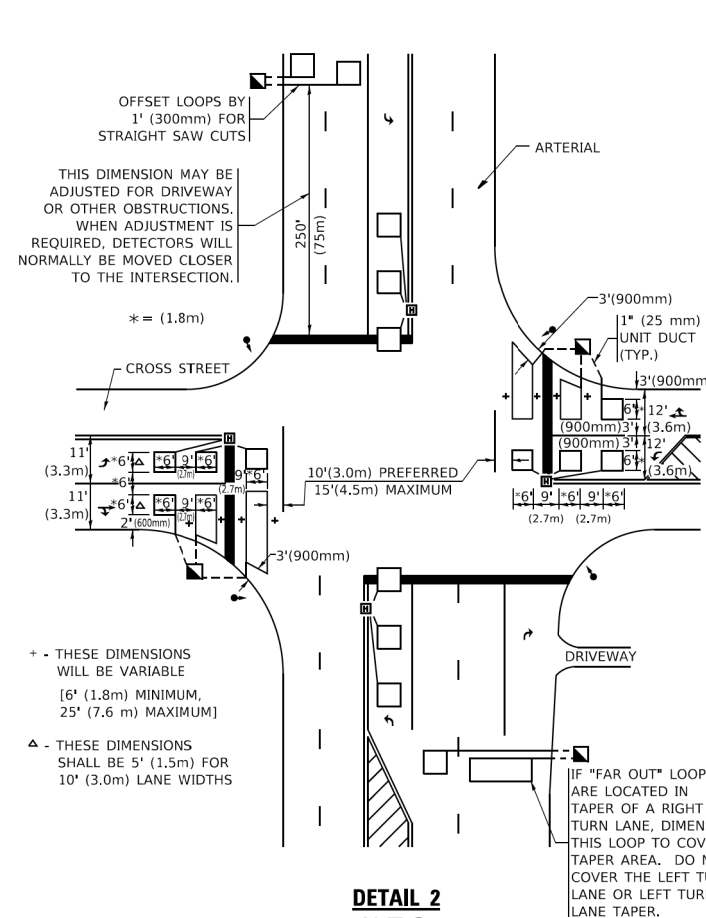 OFFSET LOOPS BY
1' (300mm) FOR
STRAIGHT SAW CUTS
THIS DIMENSION MAY BE
ADJUSTED FOR DRIVEWAY
OR OTHER OBSTRUCTIONS.
WHEN ADJUSTMENT IS
REQUIRED, DETECTORS WILL
NORMALLY BE MOVED CLOSER
TO THE INTERSECTION.
250'
(75m)
ARTERIAL
* = (1.8m)
CROSS STREET
3'(900mm)
1" (25 mm)
UNIT DUCT
(TYP.)
3'(900mm
6'*
12'
(3.6m)
(900mm)3'
(900mm)3'
12'
6'*
(3.6m)
H
*6' 9' *6' 9' *6'
(2.7m) (2.7m)
10'(3.0m) PREFERRED
15'(4.5m) MAXIMUM
H
11'
(3.3m)
*6' △
*6' 9' *6'
(2.7m)
9' *6'
(2.7m)
*6'
11'
(3.3m)
*6' △
*6' 9' *6'
(2.7m)
2'(600mm)
3'(900mm)
H
H
+ - THESE DIMENSIONS
WILL BE VARIABLE
[6' (1.8m) MINIMUM,
25' (7.6 m) MAXIMUM]
△ - THESE DIMENSIONS
SHALL BE 5' (1.5m) FOR
10' (3.0m) LANE WIDTHS
DRIVEWAY
IF "FAR OUT" LOOP
ARE LOCATED IN
TAPER OF A RIGHT
TURN LANE, DIMEN
THIS LOOP TO COV
TAPER AREA. DO N
COVER THE LEFT TU
LANE OR LEFT TUR
LANE TAPER.
DETAIL 2